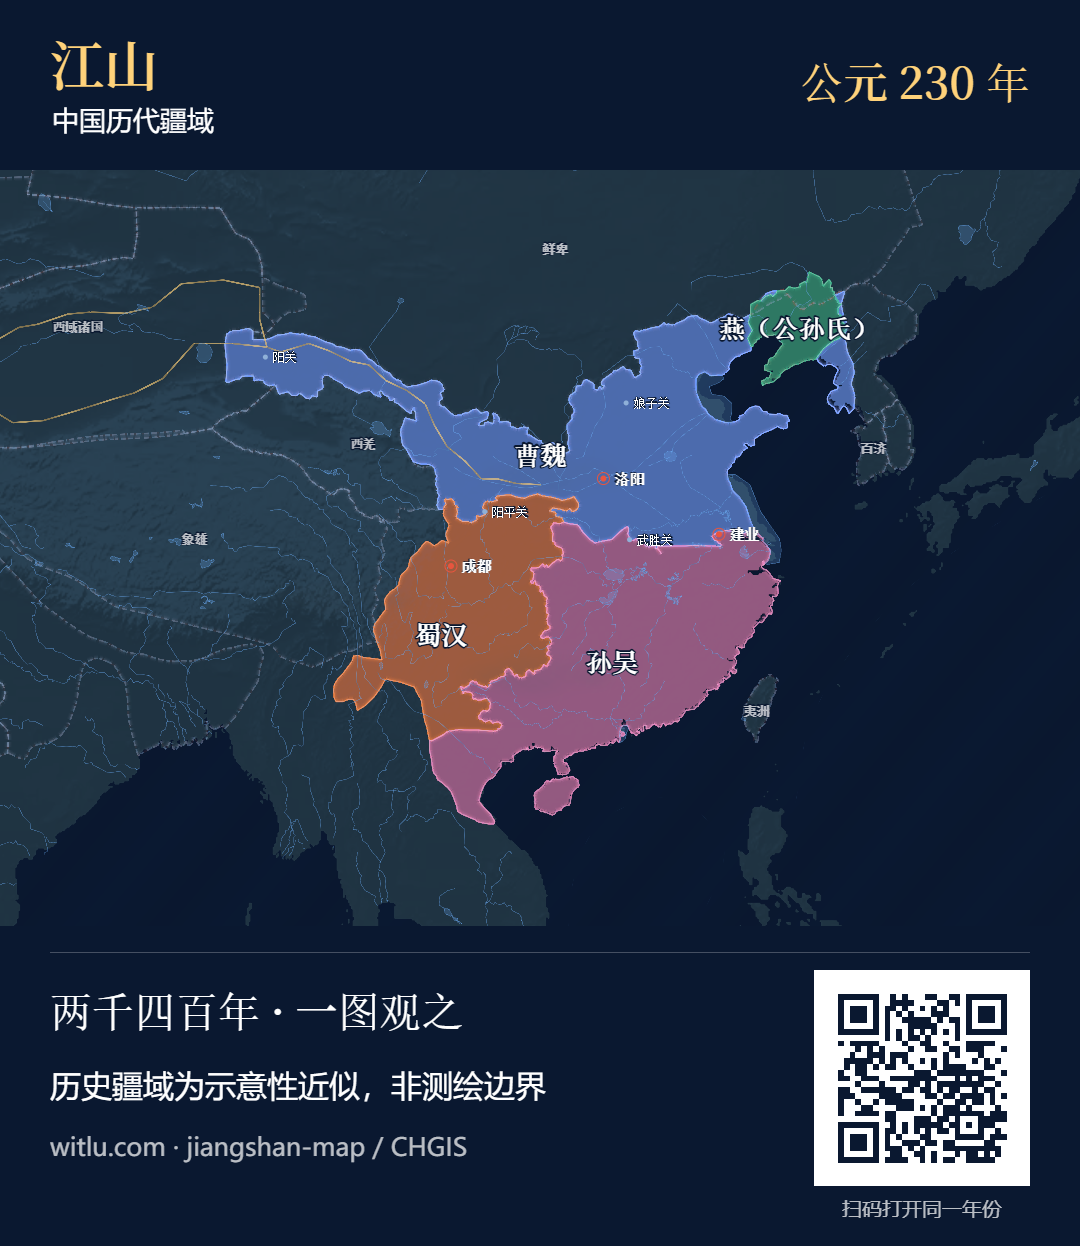 江山
中国历代疆域
公元 230 年
鲜卑
西域诸国
燕（公孙氏）
阳关
娘子关
西羌
百济
曹魏
洛阳
阳平关
建业
象雄
武胜关
成都
蜀汉
孙吴
夷洲
两千四百年 · 一图观之
历史疆域为示意性近似，非测绘边界
witlu.com · jiangshan-map / CHGIS
扫码打开同一年份